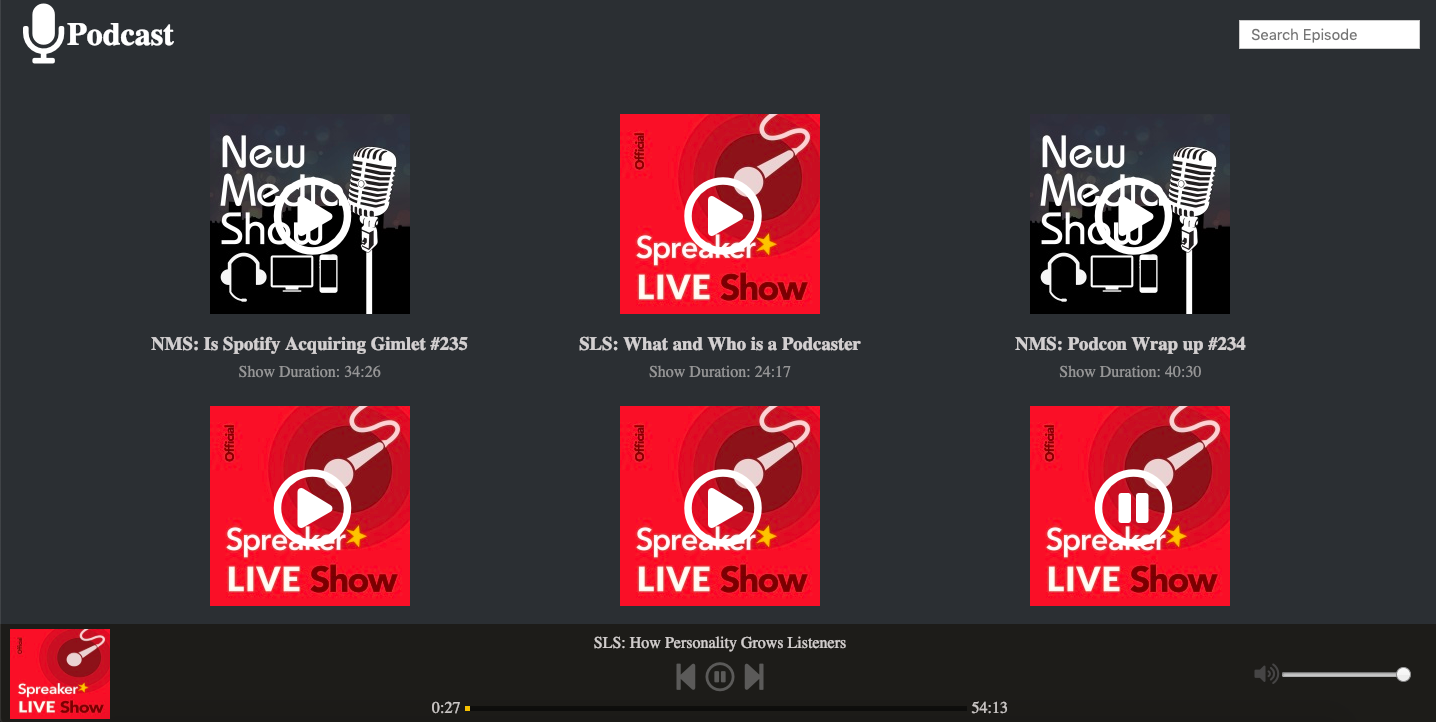 Podcast
Search Episode
New
Media
Show
Official
Spreaker
LIVE Show
New
Media
Show
NMS: Is Spotify Acquiring Gimlet #235
SLS: What and Who is a Podcaster
NMS: Podcon Wrap up #234
Show Duration: 34:26
Show Duration: 24:17
Show Duration: 40:30
Official
Spreaker
LIVE Show
Official
Spreaker
LIVE Show
Official
Spreaker
LIVE Show
Official
Spreaker
LIVE Show
SLS: How Personality Grows Listeners
0:27
54:13